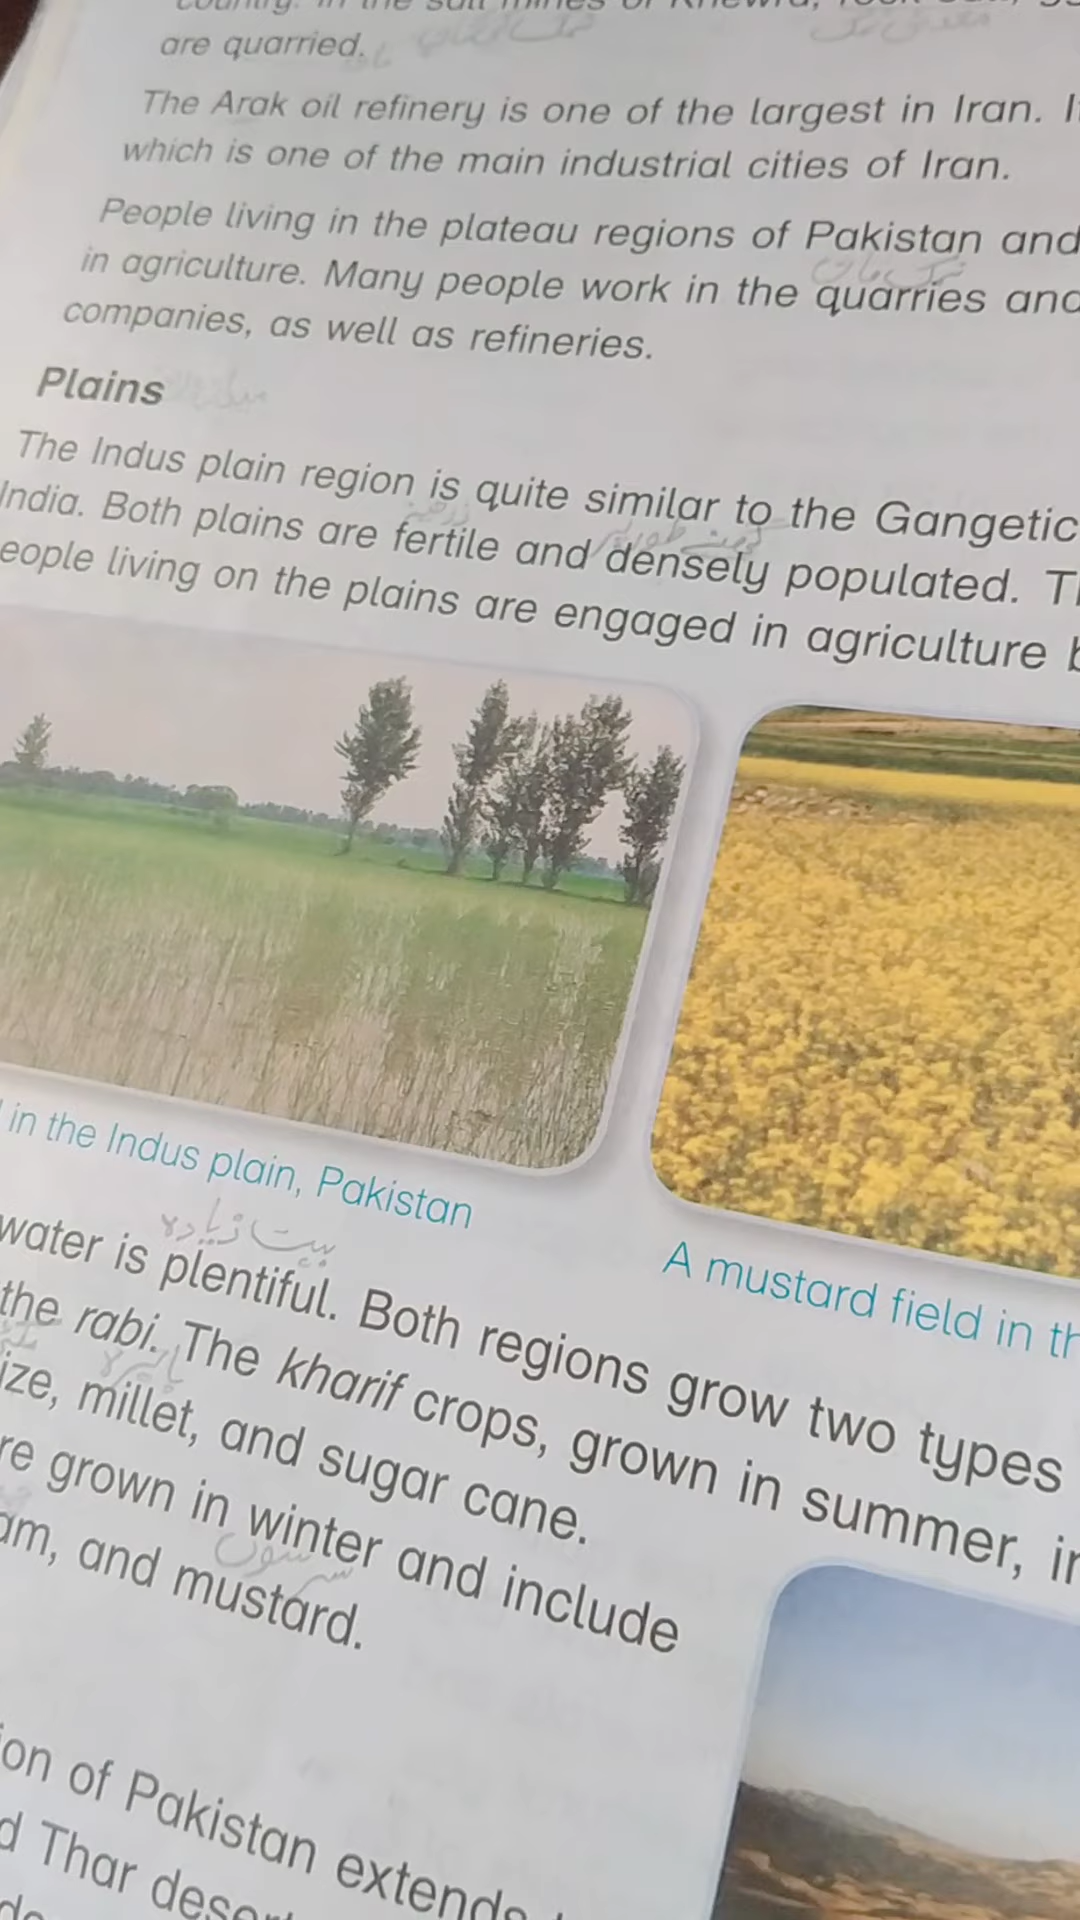 are quarried.
The Arak oil refinery is one of the largest in Iran.
which is one of the main industrial cities of Iran.
People living in the plateau regions of Pakistan and
in agriculture. Many people work in the quarries and
companies, as well as refineries.
Plains
The Indus plain region is quite similar to the Gangetic
India. Both plains are fertile and densely populated.
eople living on the plains are engaged in agriculture
in the Indus plain, Pakistan
A mustard field in th
بہت زیادہ
water is plentiful. Both regions grow two types
the rabi. The kharif crops, grown in summer, in
باجرہ
ize, millet, and sugar cane.
re grown in winter and include
سرسوں
am, and mustard.
ion of Pakistan extends
d Thar desert